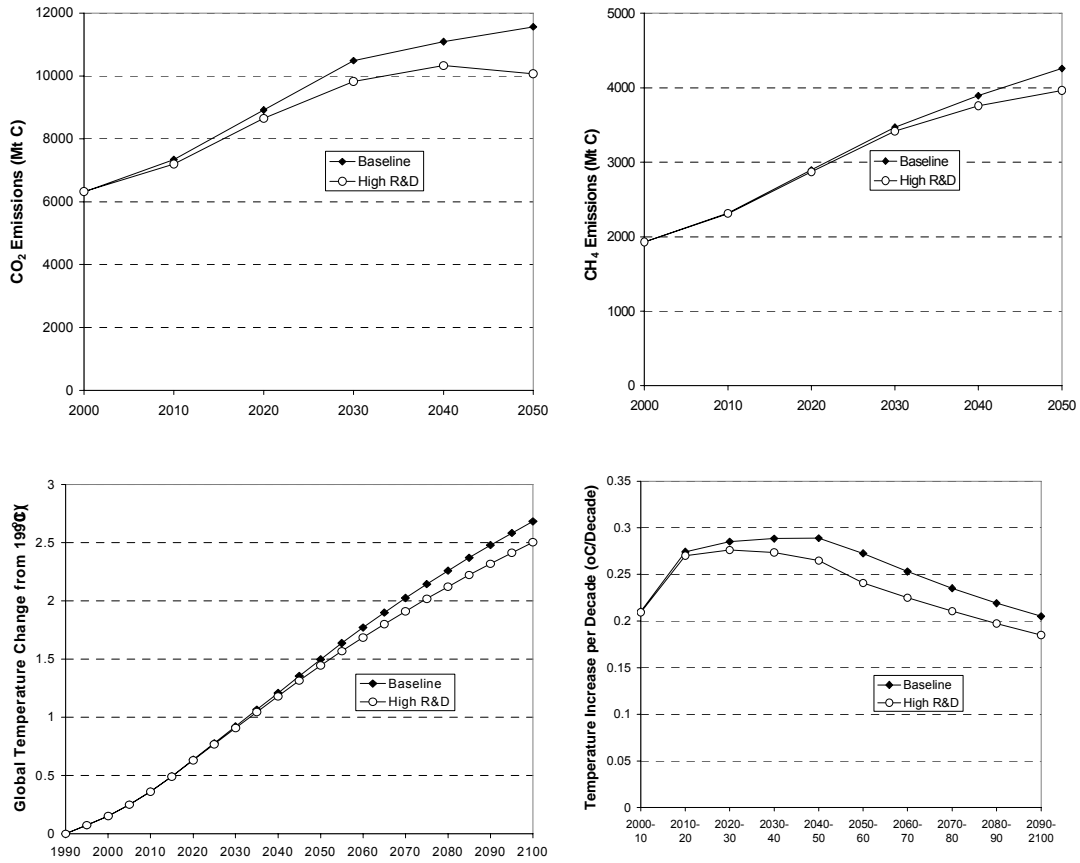 12000
10000
8000
6000
4000
2000
0
CO2 Emissions (Mt C)
Baseline
High R&D
2000 2010 2020 2030 2040 2050
5000
4000
3000
2000
1000
0
CH4 Emissions (Mt C)
Baseline
High R&D
2000 2010 2020 2030 2040 2050
3
2.5
2
1.5
1
0.5
0
Global Temperature Change from
Baseline
High R&D
1990 2000 2010 2020 2030 2040 2050 2060 2070 2080 2090 2100
0.35
0.3
0.25
0.2
0.15
0.1
0.05
0
Temperature Increase per Decade (oC/Decade)
Baseline
High R&D
2000- 2010- 2020- 2030- 2040- 2050- 2060- 2070- 2080- 2090-
10 20 30 40 50 60 70 80 90 2100